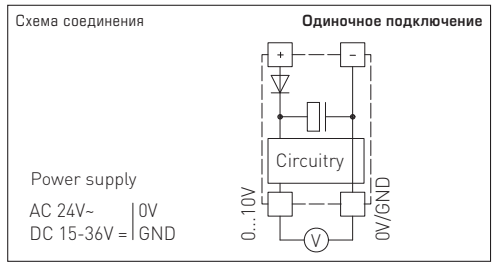 Схема соединения
Одиночное подключение
+ −
Circuitry
Power supply
AC 24V~ 0V
DC 15-36V = GND
0...10V
0V/GND
V